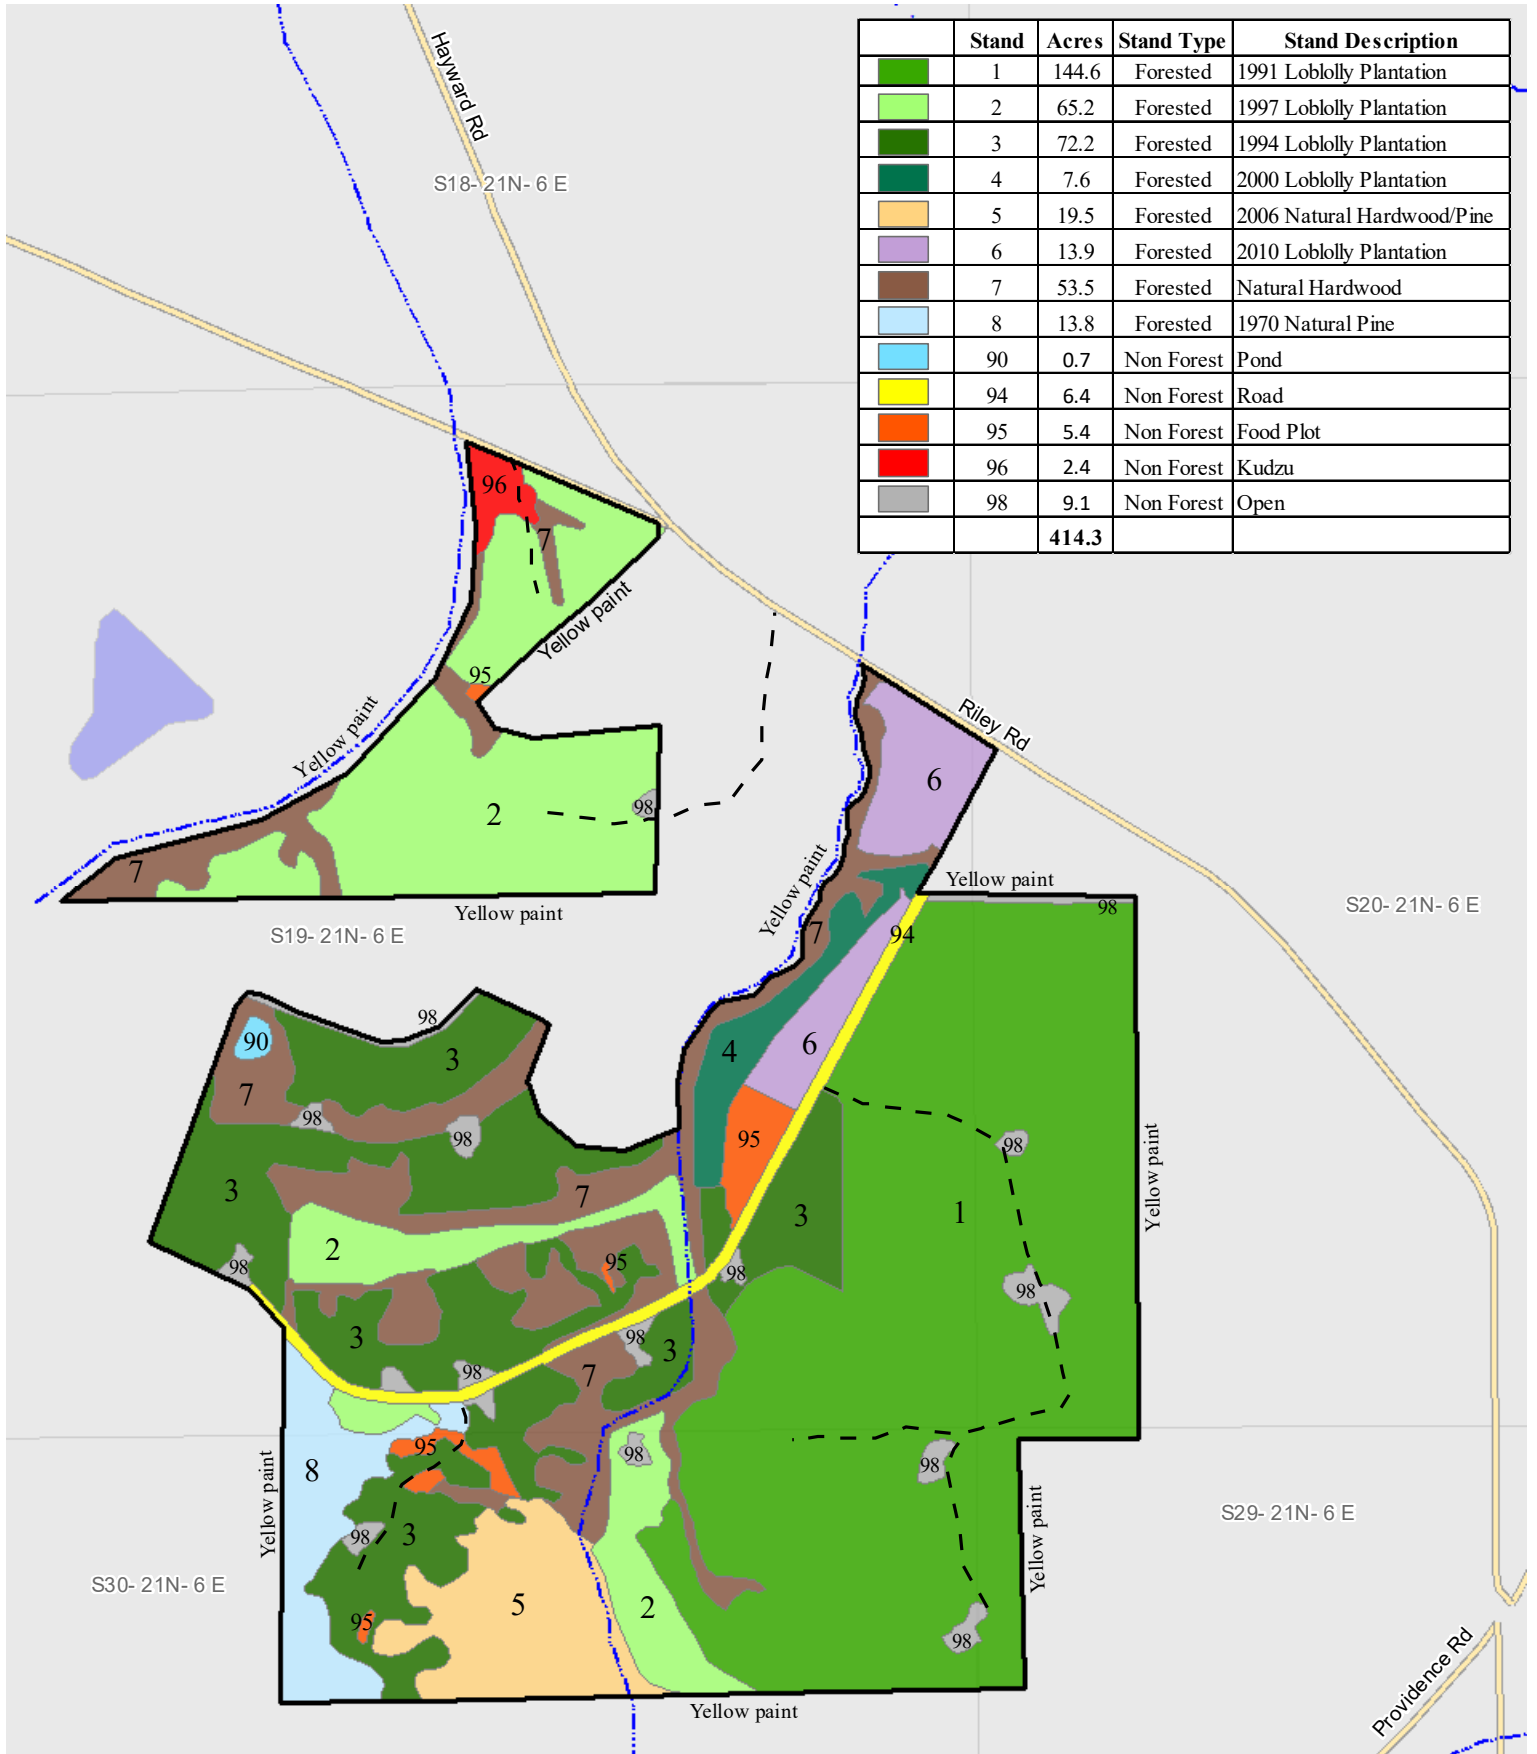 Stand Acres Stand Type Stand Description
1 144.6 Forested 1991 Loblolly Plantation
2 65.2 Forested 1997 Loblolly Plantation
3 72.2 Forested 1994 Loblolly Plantation
4 7.6 Forested 2000 Loblolly Plantation
5 19.5 Forested 2006 Natural Hardwood/Pine
6 13.9 Forested 2010 Loblolly Plantation
7 53.5 Forested Natural Hardwood
8 13.8 Forested 1970 Natural Pine
90 0.7 Non Forest Pond
94 6.4 Non Forest Road
95 5.4 Non Forest Food Plot
96 2.4 Non Forest Kudzu
98 9.1 Non Forest Open
414.3
Hayward Rd
S18- 21N- 6 E
96
7
Yellow paint
95
Yellow paint
Riley Rd
6
2
98
7
Yellow paint
Yellow paint
Yellow paint
98
S20- 21N- 6 E
S19- 21N- 6 E
7
94
98
90
3
4
6
7
98
98
95
98
Yellow paint
3
7
3
1
2
95
98
98
98
3
98
3
98
7
98
95
98
8
Yellow paint
98
3
S29- 21N- 6 E
Yellow paint
S30- 21N- 6 E
5
2
95
98
Providence Rd
Yellow paint